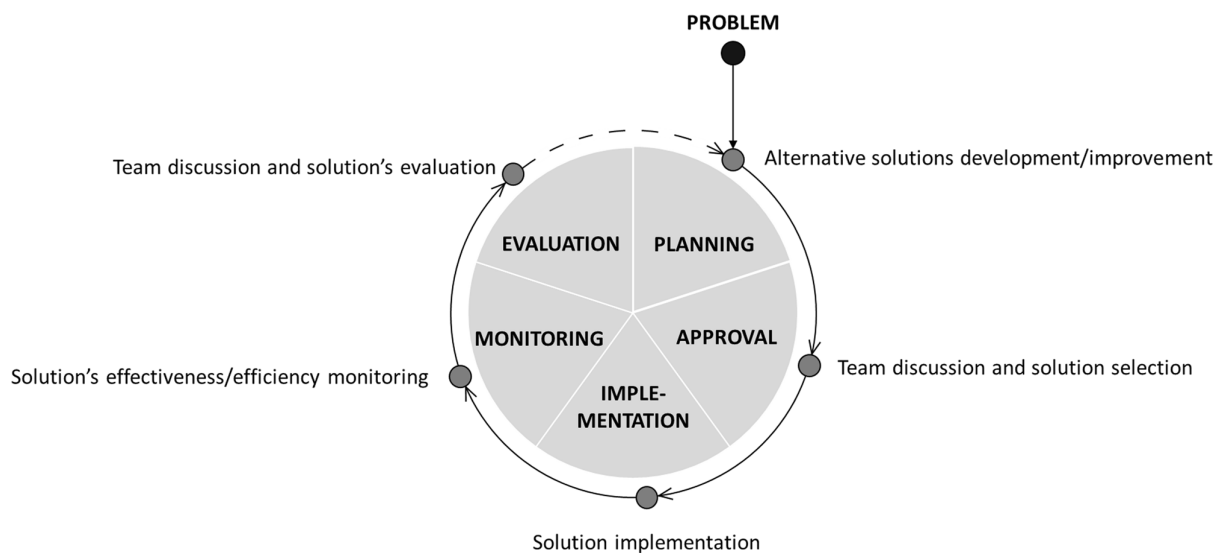 PROBLEM
Alternative solutions development/improvement
Team discussion and solution's evaluation
EVALUATION
PLANNING
MONITORING
APPROVAL
IMPLE-
MENTATION
Team discussion and solution selection
Solution's effectiveness/efficiency monitoring
Solution implementation